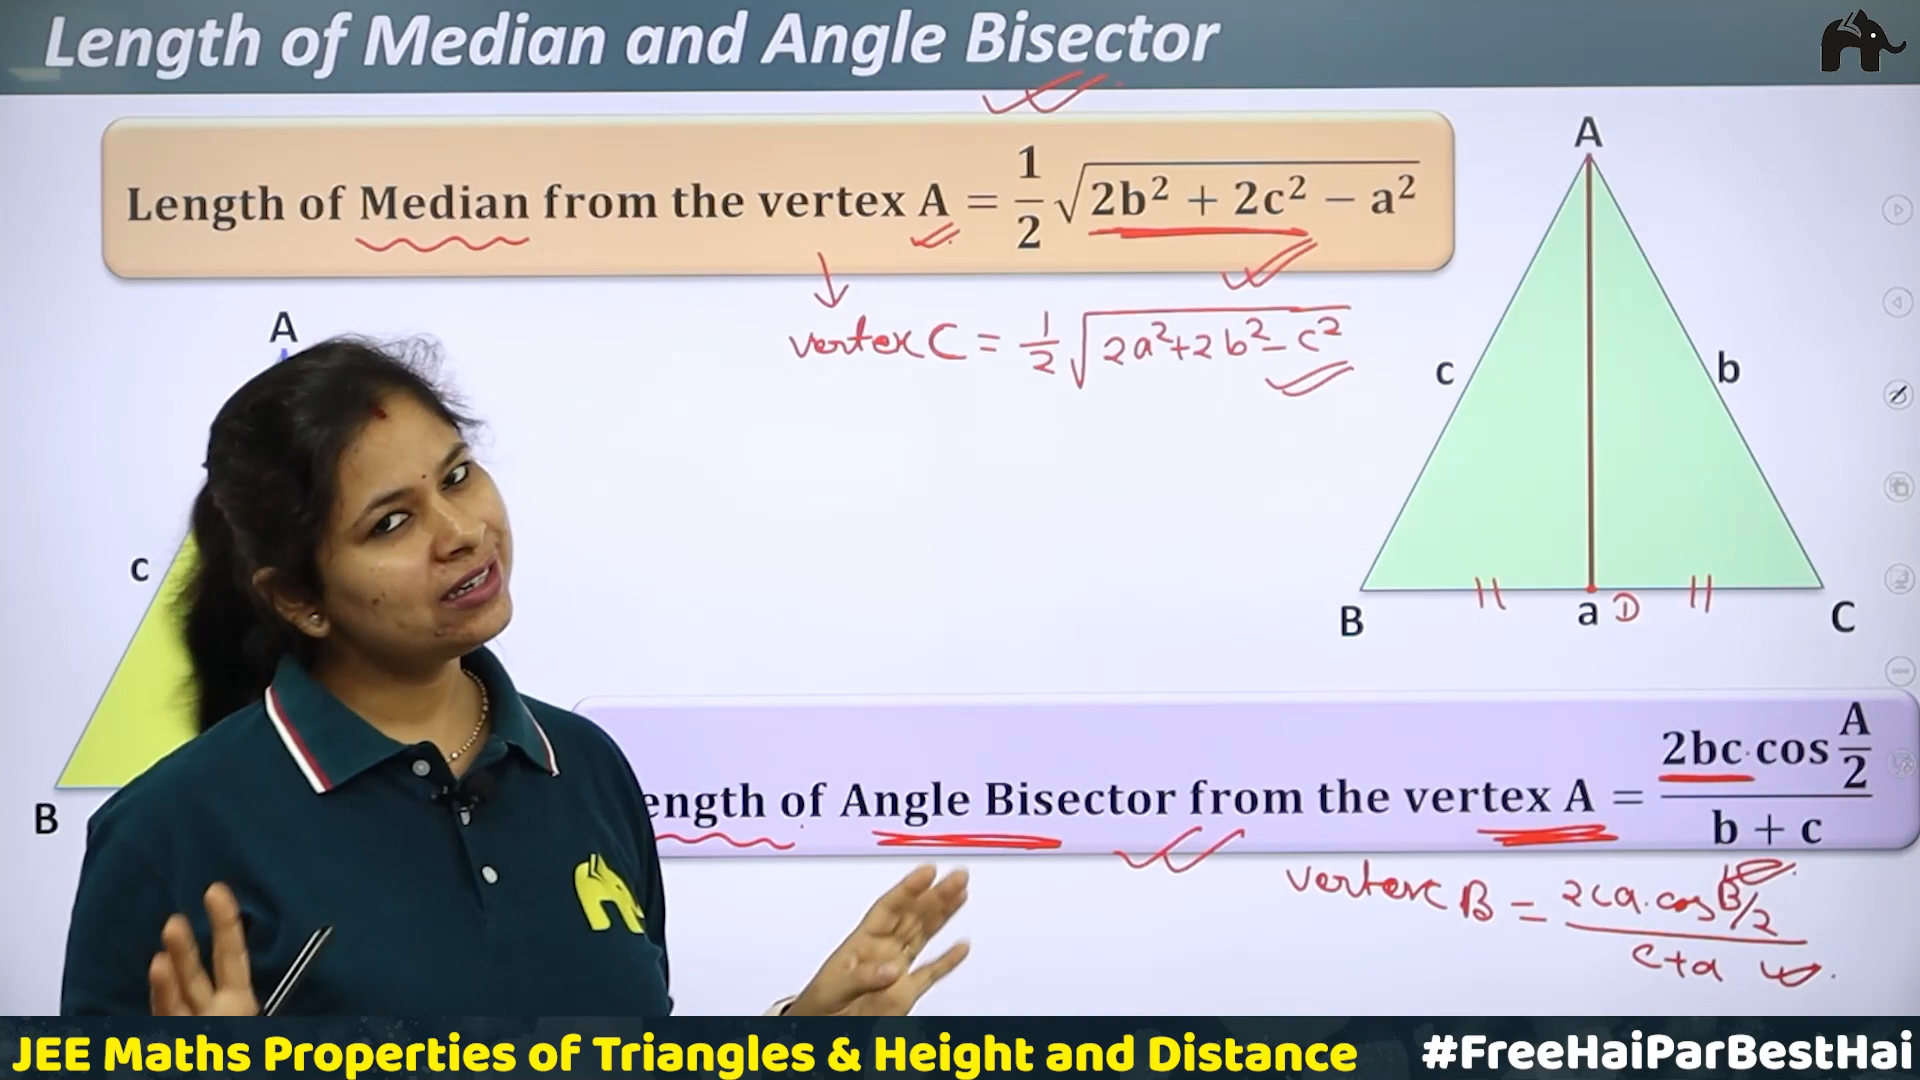 Length of Median and Angle Bisector
A
Length of Median from the vertex A = 1/2 √(2b² + 2c² − a²)
vertex C = 1/2 √(2a²+2b²−c²)
A
c
b
c
B
a D
C
B
ength of Angle Bisector from the vertex A = (2bc·cos A/2)/(b + c)
vertex B = (2ca.cos B/2)/(c+a)
JEE Maths Properties of Triangles & Height and Distance
#FreeHaiParBestHai